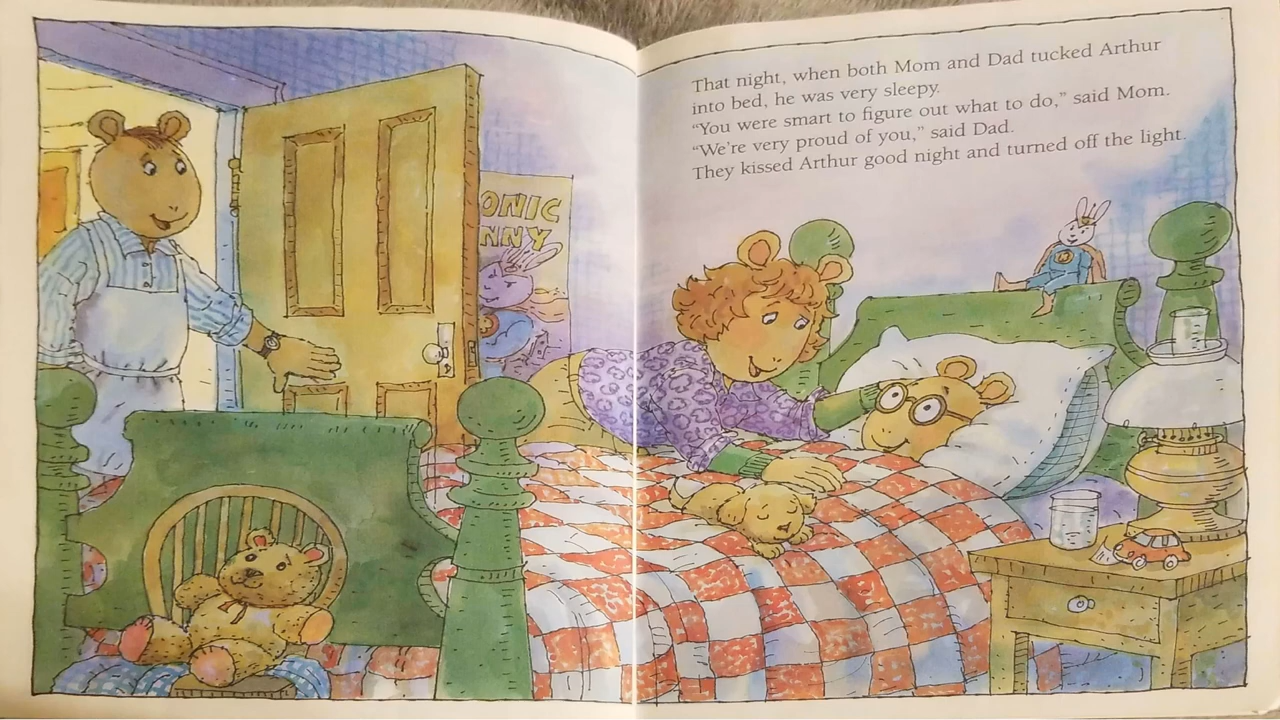 ONIC
NNY
That night, when both Mom and Dad tucked Arthur
into bed, he was very sleepy.
“You were smart to figure out what to do,” said Mom.
“We’re very proud of you,” said Dad.
They kissed Arthur good night and turned off the light.